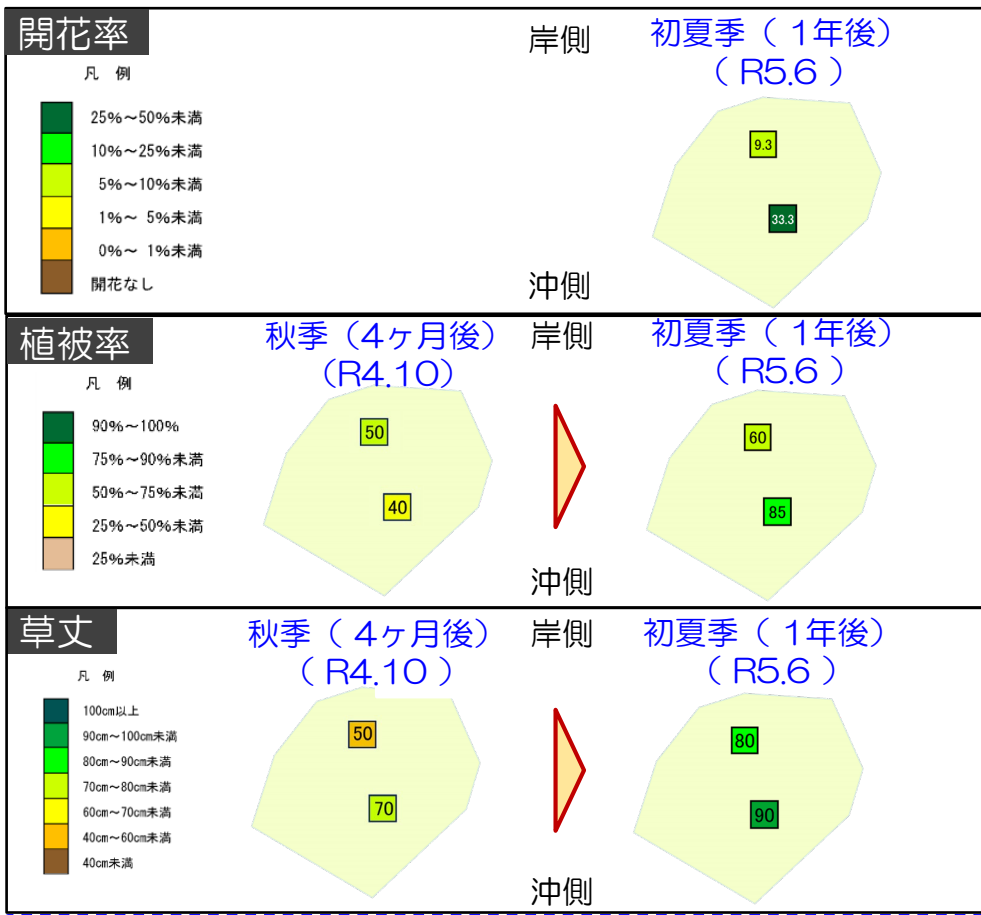 開花率
岸側
初夏季（ 1年後）
（ R5.6 ）
凡 例
25%～50%未満
10%～25%未満
5%～10%未満
1%～ 5%未満
0%～ 1%未満
開花なし
9.3
33.3
沖側
植被率
秋季（4ヶ月後）
（R4.10）
岸側
初夏季（ 1年後）
（ R5.6 ）
凡 例
90%～100%
75%～90%未満
50%～75%未満
25%～50%未満
25%未満
50
40
60
85
沖側
草丈
秋季（ 4ヶ月後）
（ R4.10 ）
岸側
初夏季（ 1年後）
（ R5.6 ）
凡 例
100cm以上
90cm～100cm未満
80cm～90cm未満
70cm～80cm未満
60cm～70cm未満
40cm～60cm未満
40cm未満
50
70
80
90
沖側